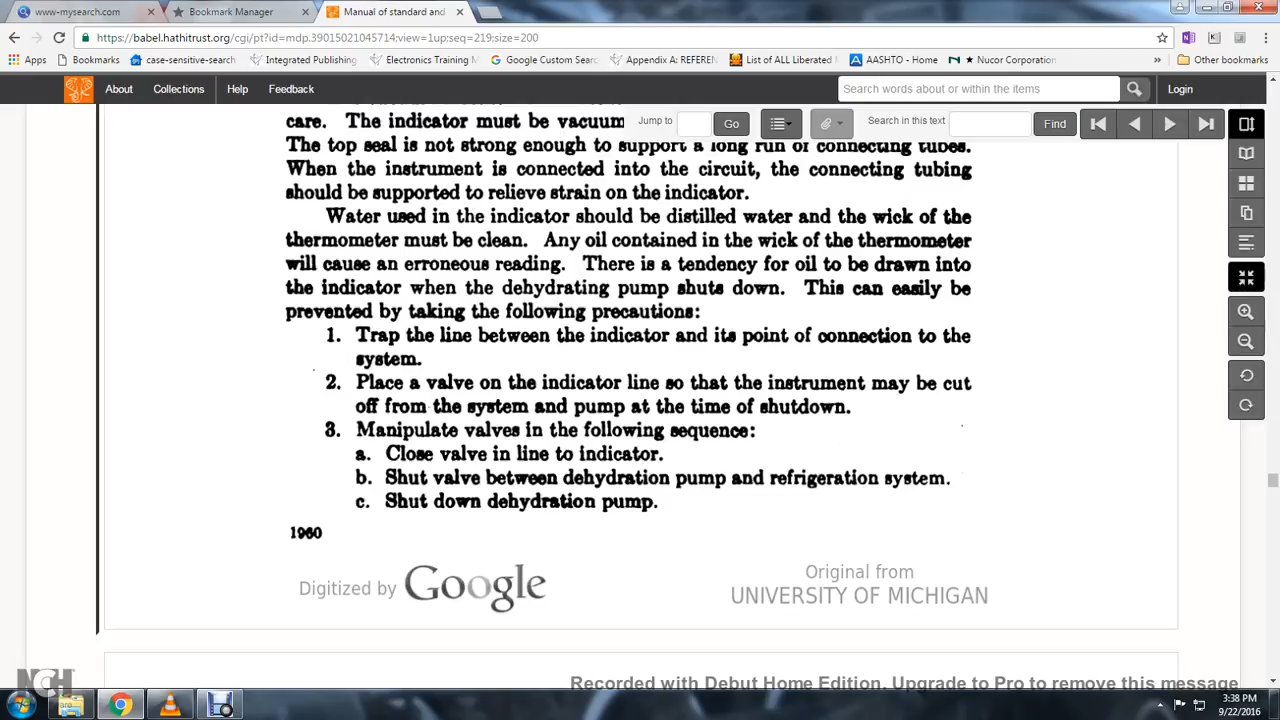 www-mysearch.com
Bookmark Manager
Manual of standard and
https://babel.hathitrust.org/cgi/pt?id=mdp.39015021045714;view=1up;seq=219;size=200
Apps Bookmarks case-sensitive-search Integrated Publishing Electronics Training, Google Custom Sear Appendix A: REFEREN List of ALL Liberated AASHTO - Home Nucor Corporation » Other bookmarks
About Collections Help Feedback Search words about or within the items Login
Jump to Go Search in this text Find
care. The indicator must be vacuum
The top seal is not strong enough to support a long run of connecting tubes.
When the instrument is connected into the circuit, the connecting tubing
should be supported to relieve strain on the indicator.
Water used in the indicator should be distilled water and the wick of the
thermometer must be clean. Any oil contained in the wick of the thermometer
will cause an erroneous reading. There is a tendency for oil to be drawn into
the indicator when the dehydrating pump shuts down. This can easily be
prevented by taking the following precautions:
1. Trap the line between the indicator and its point of connection to the
system.
2. Place a valve on the indicator line so that the instrument may be cut
off from the system and pump at the time of shutdown.
3. Manipulate valves in the following sequence:
a. Close valve in line to indicator.
b. Shut valve between dehydration pump and refrigeration system.
c. Shut down dehydration pump.
1960
Digitized by Google
Original from
UNIVERSITY OF MICHIGAN
NCH
Recorded with Debut Home Edition. Upgrade to Pro to remove this message
3:38 PM
9/22/2016